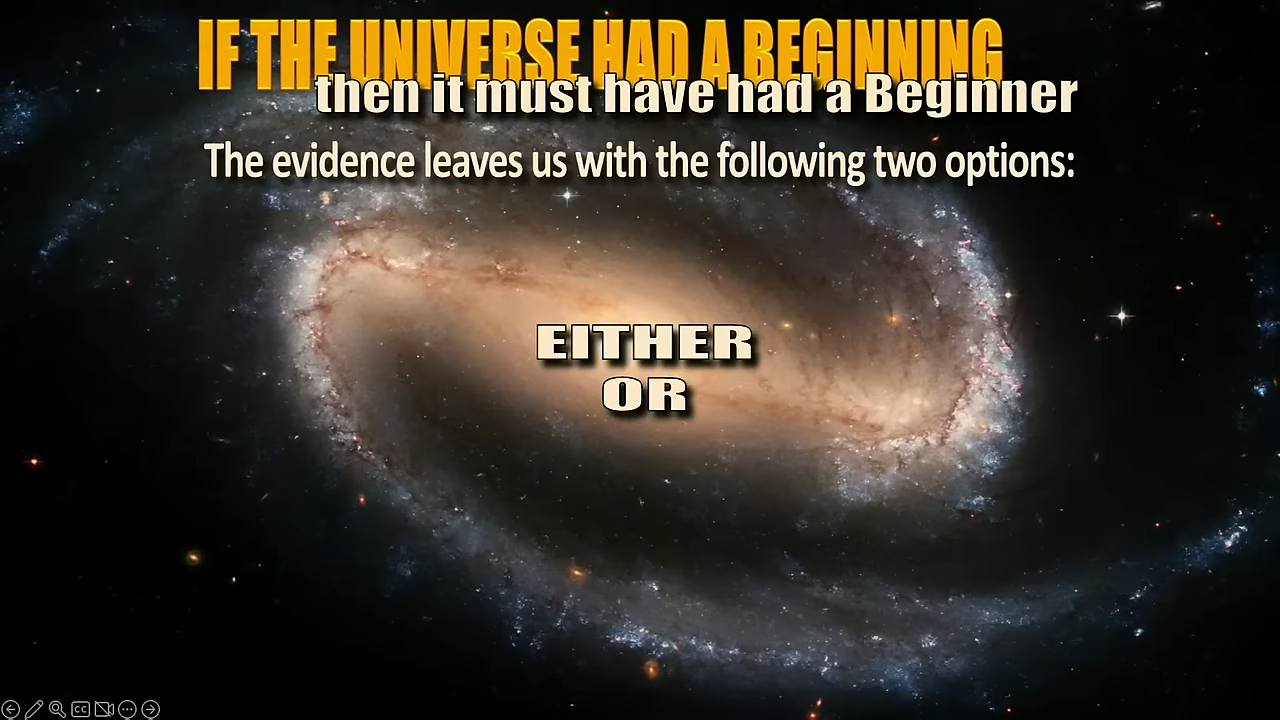 IF THE UNIVERSE HAD A BEGINNING
then it must have had a Beginner
The evidence leaves us with the following two options:
EITHER
OR
CC